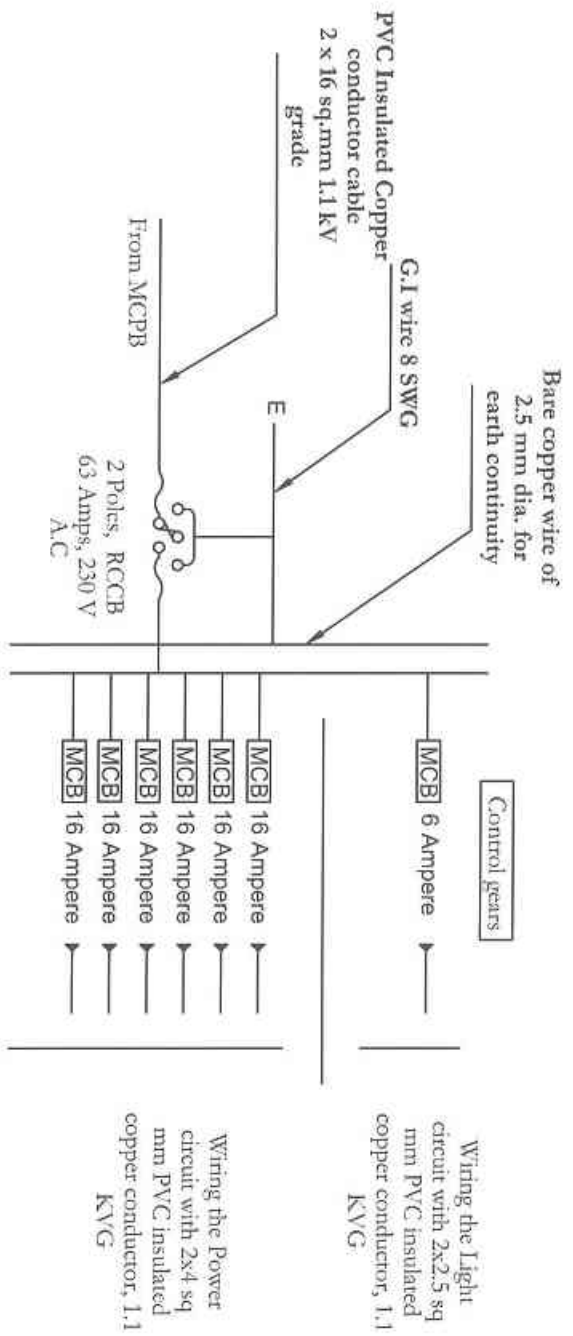 Bare copper wire of
2.5 mm dia. for
earth continuity
G.I wire 8 SWG
PVC Insulated Copper
conductor cable
2 x 16 sq.mm 1.1 kV
grade
E
From MCPB
2 Poles, RCCB
63 Amps, 230 V
A.C
Control gears
MCB 6 Ampere
MCB 16 Ampere
MCB 16 Ampere
MCB 16 Ampere
MCB 16 Ampere
MCB 16 Ampere
MCB 16 Ampere
Wiring the Light
circuit with 2x2.5 sq
mm PVC insulated
copper conductor, 1.1
KVG
Wiring the Power
circuit with 2x4 sq
mm PVC insulated
copper conductor, 1.1
KVG